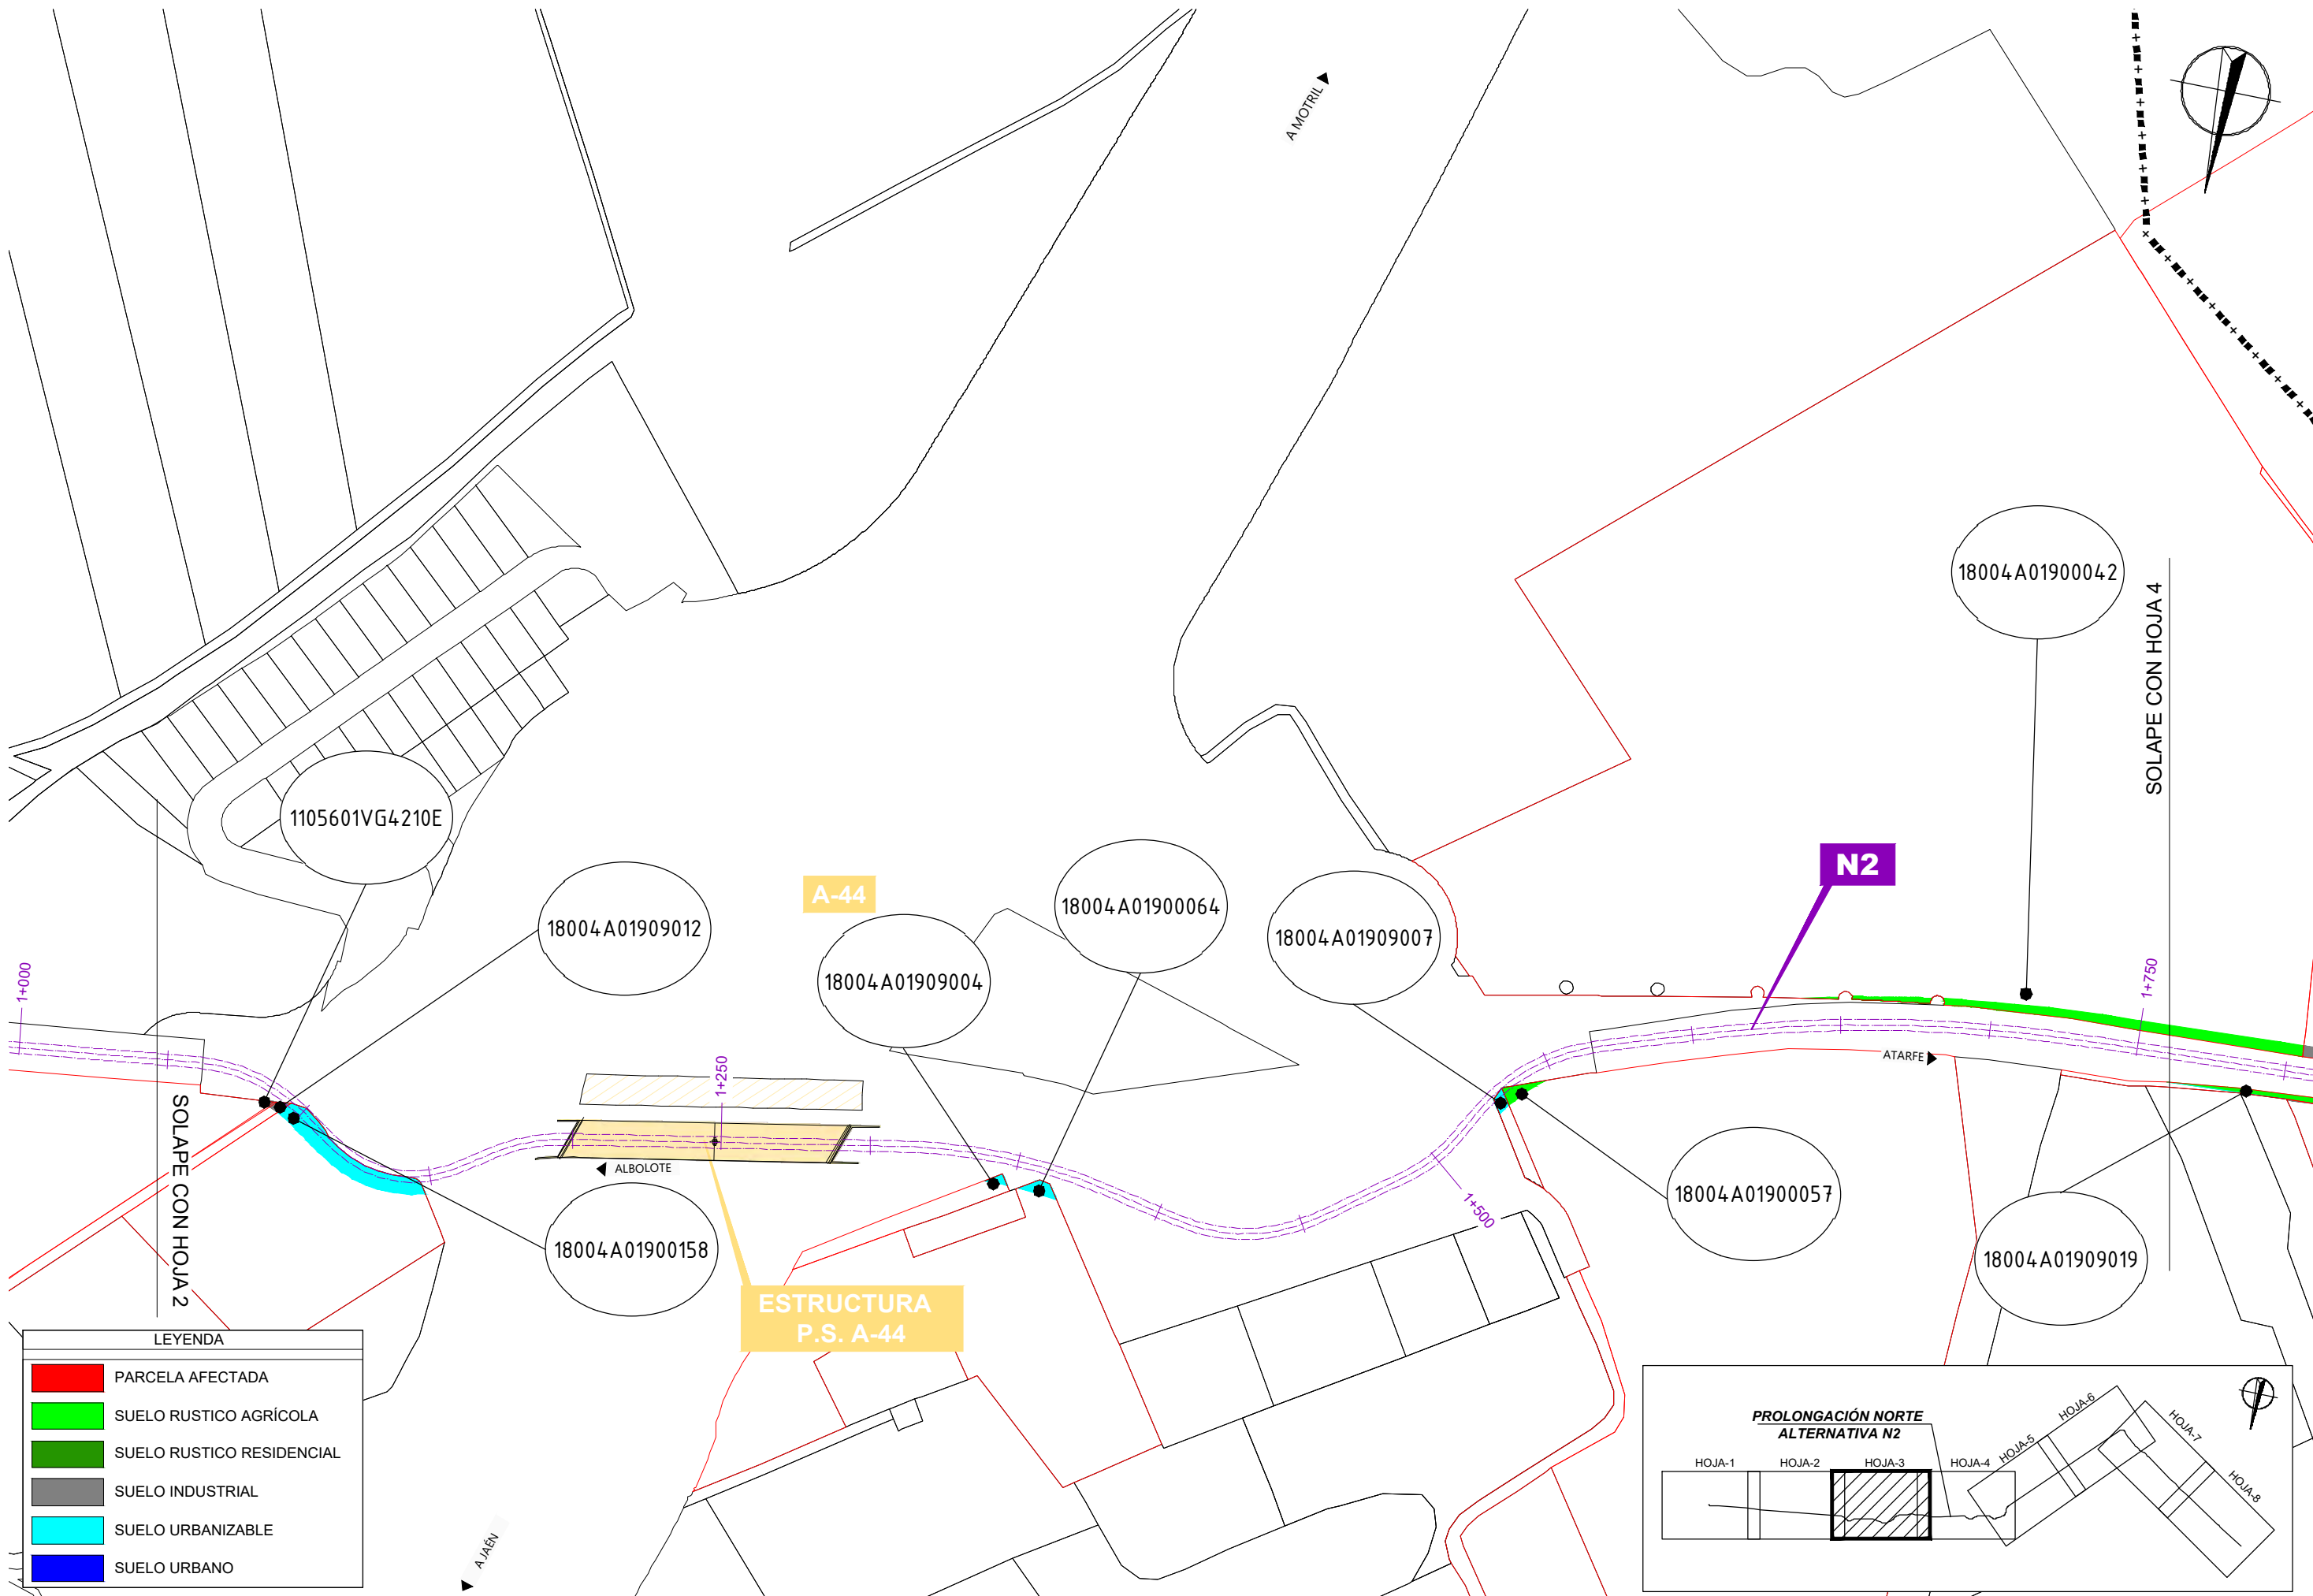 A MOTRIL
18004A01900042
SOLAPE CON HOJA 4
1105601VG4210E
N2
A-44
18004A01900064
18004A01909012
18004A01909007
18004A01909004
1+000
1+750
1+250
ATARFE
ALBOLOTE
SOLAPE CON HOJA 2
18004A01900057
1+500
18004A01900158
18004A01909019
ESTRUCTURA
P.S. A-44
LEYENDA
PARCELA AFECTADA
SUELO RUSTICO AGRÍCOLA
SUELO RUSTICO RESIDENCIAL
SUELO INDUSTRIAL
SUELO URBANIZABLE
SUELO URBANO
A JAÉN
PROLONGACIÓN NORTE
ALTERNATIVA N2
HOJA-1
HOJA-2
HOJA-3
HOJA-4
HOJA-5
HOJA-6
HOJA-7
HOJA-8